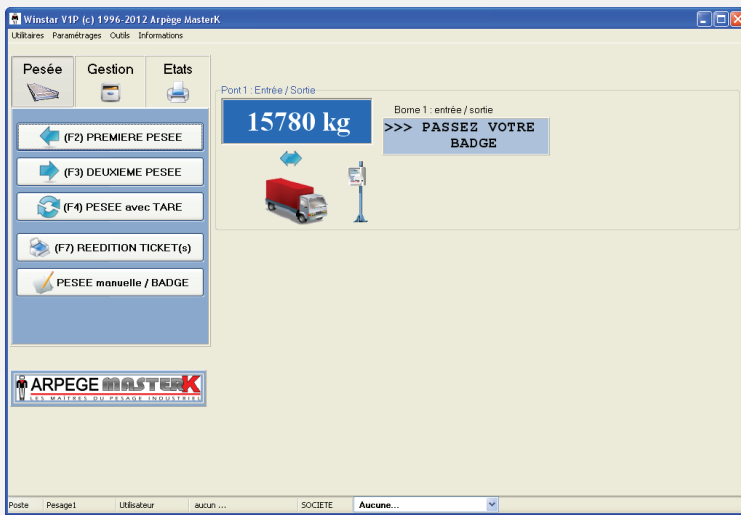 Winstar V1P (c) 1996-2012 Arpège MasterK
Utilitaires Paramétrages Outils Informations
Pesée Gestion Etats
Pont 1 : Entrée / Sortie
15780 kg
Borne 1 : entrée / sortie
>>> PASSEZ VOTRE
BADGE
(F2) PREMIERE PESEE
(F3) DEUXIEME PESEE
(F4) PESEE avec TARE
(F7) REEDITION TICKET(s)
PESEE manuelle / BADGE
ARPEGE MASTERK
LES MAÎTRES DU PESAGE INDUSTRIEL
Poste Pesage1 Utilisateur aucun ... SOCIETE Aucune...